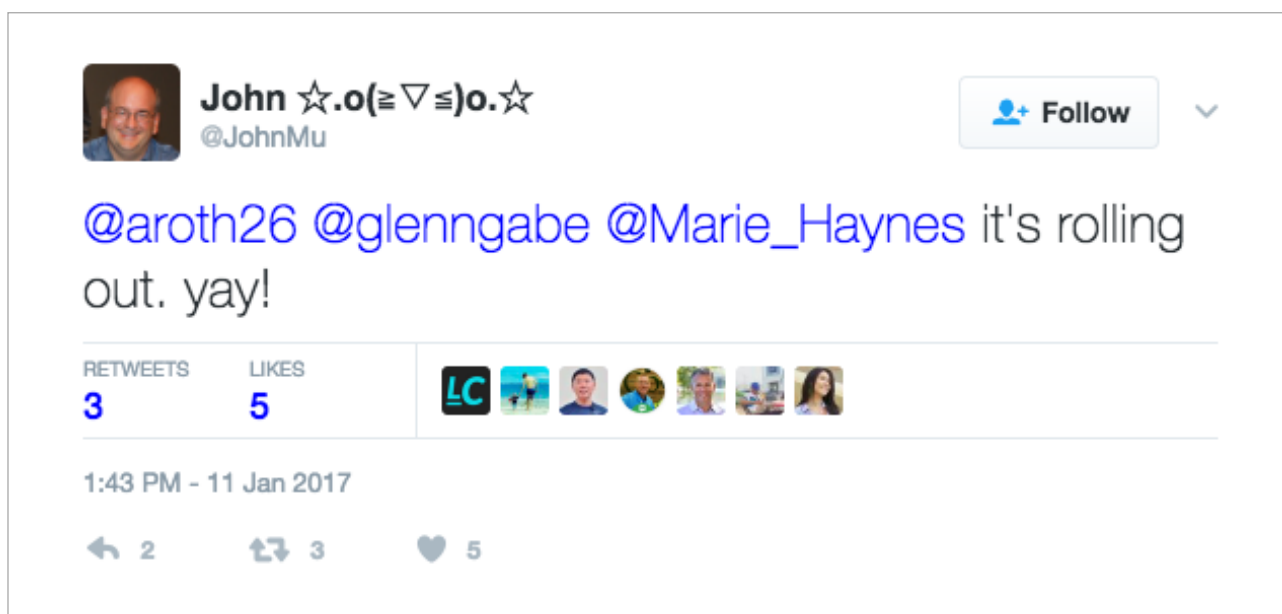 John ☆.o(≧▽≦)o.☆
@JohnMu
Follow
@aroth26 @glenngabe @Marie_Haynes it's rolling
out. yay!
RETWEETS LIKES
3 5
LC
1:43 PM - 11 Jan 2017
2 3 5